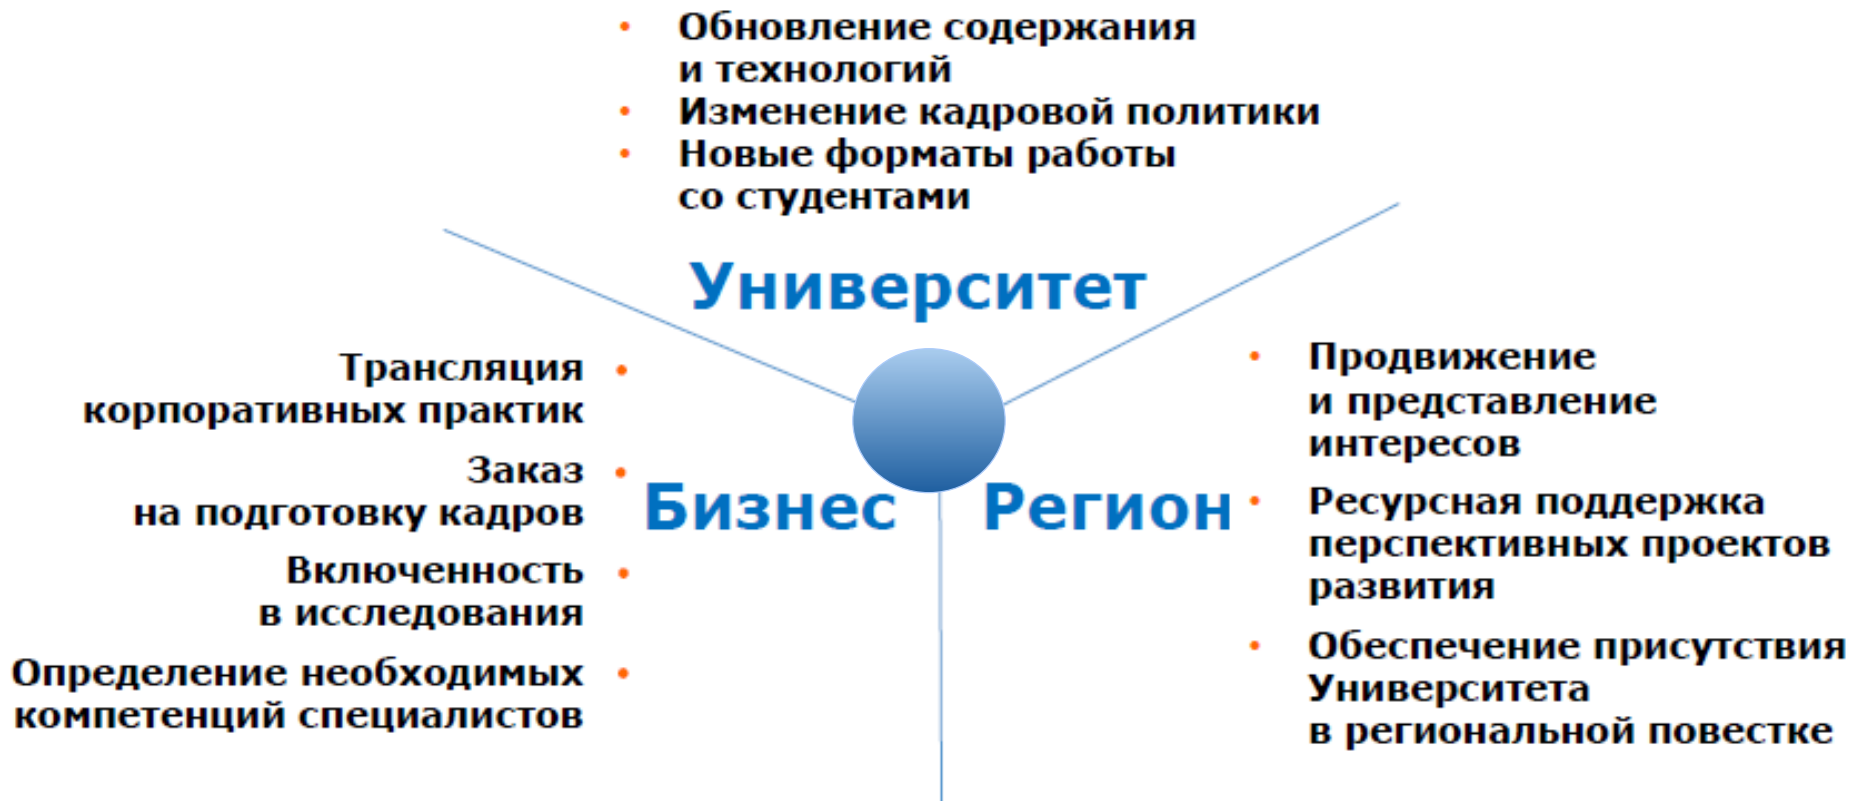 • Обновление содержания
и технологий
• Изменение кадровой политики
• Новые форматы работы
со студентами
Университет
Трансляция •
корпоративных практик
Заказ •
на подготовку кадров
Включенность •
в исследования
Определение необходимых •
компетенций специалистов
Бизнес
Регион
• Продвижение
и представление
интересов
• Ресурсная поддержка
перспективных проектов
развития
• Обеспечение присутствия
Университета
в региональной повестке